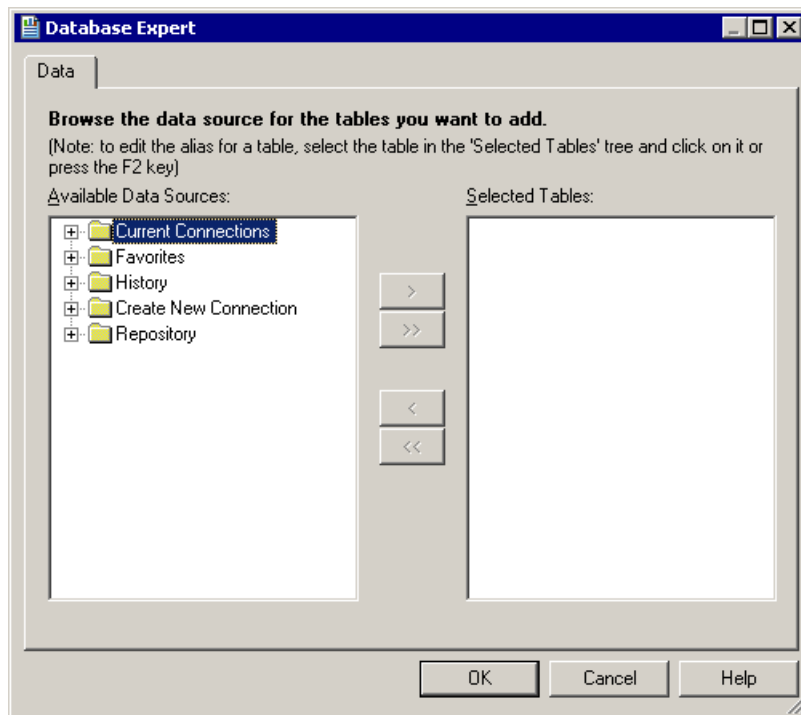 Database Expert
Data
Browse the data source for the tables you want to add.
(Note: to edit the alias for a table, select the table in the 'Selected Tables' tree and click on it or
press the F2 key)
Available Data Sources:
Selected Tables:
Current Connections
Favorites
History
Create New Connection
Repository
>
>>
<
<<
OK
Cancel
Help